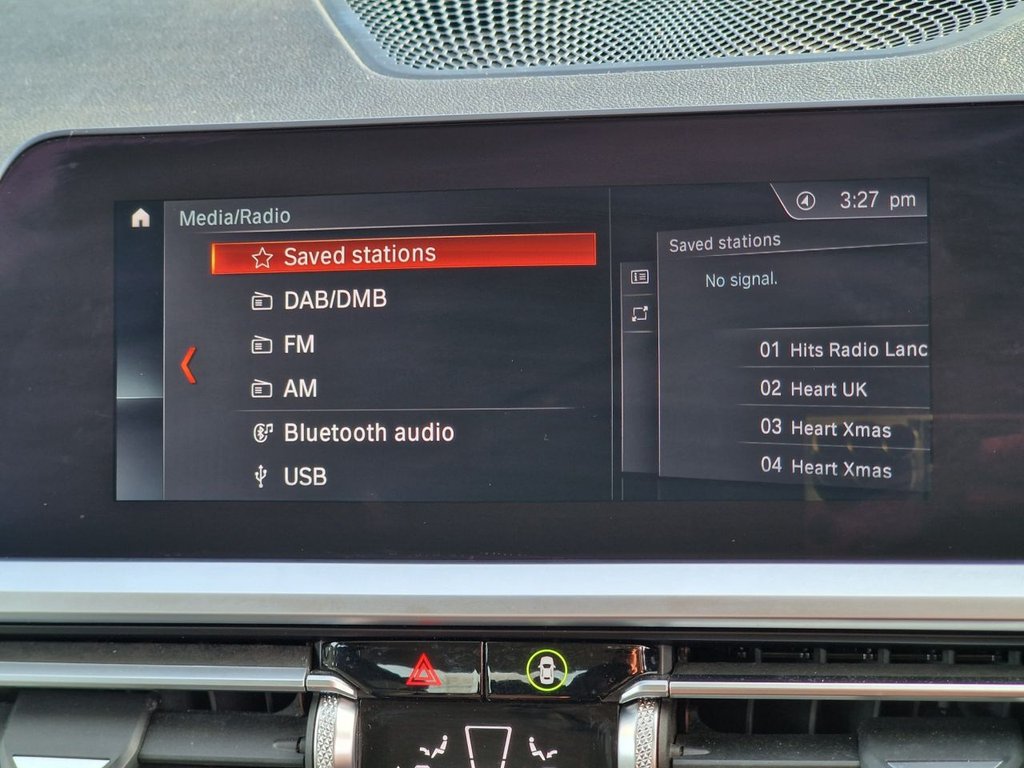 3:27 pm
Media/Radio
Saved stations
DAB/DMB
FM
AM
Bluetooth audio
USB
Saved stations
No signal.
01 Hits Radio Lanc
02 Heart UK
03 Heart Xmas
04 Heart Xmas